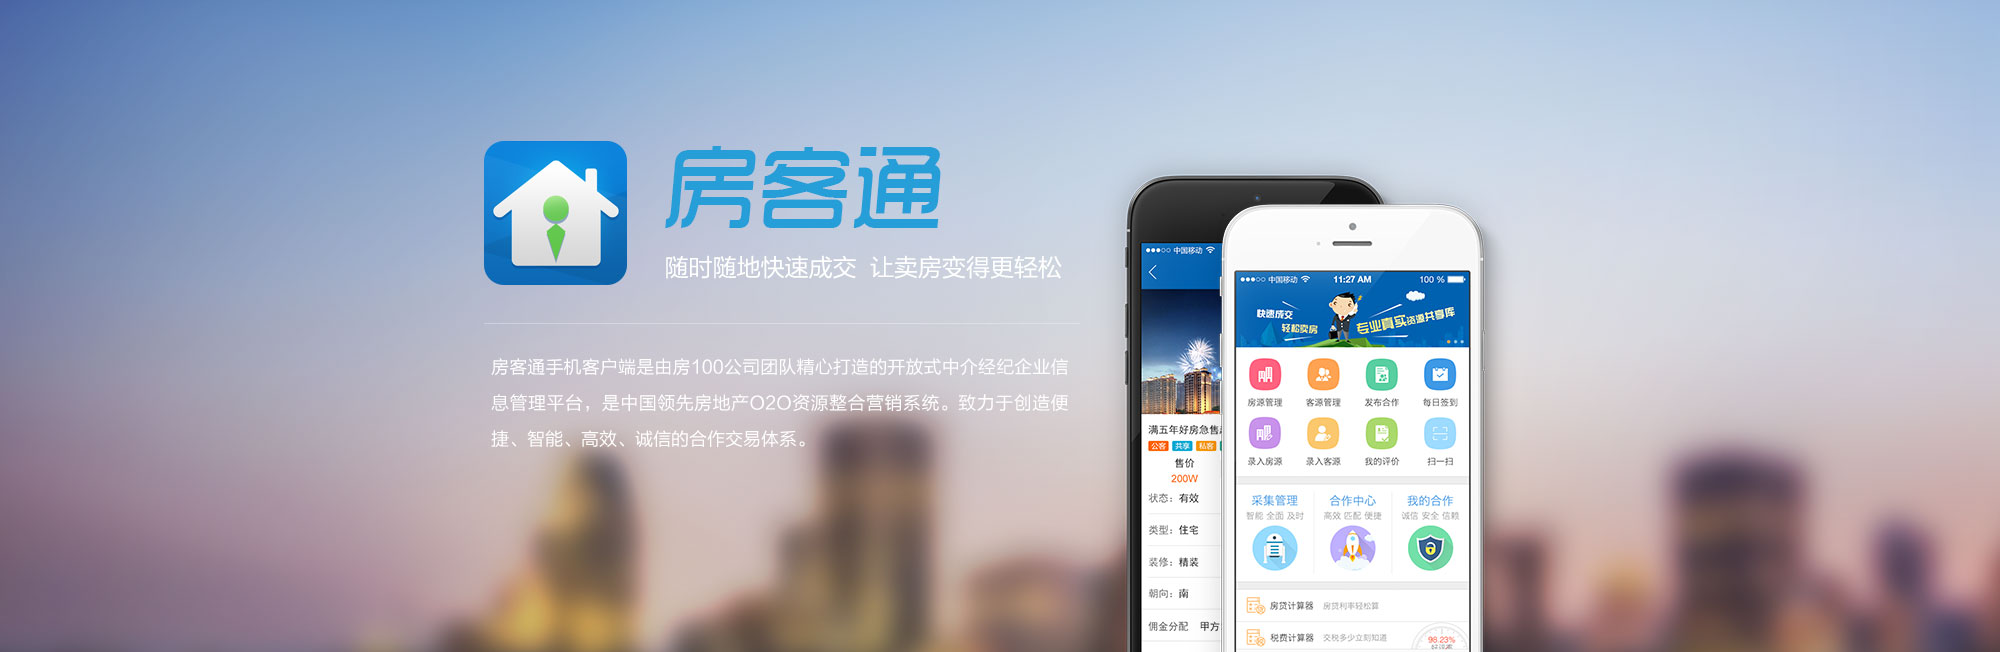 房客通
随时随地快速成交 让卖房变得更轻松
房客通手机客户端是由房100公司团队精心打造的开放式中介经纪企业信
息管理平台，是中国领先房地产O2O资源整合营销系统。致力于创造便
捷、智能、高效、诚信的合作交易体系。
中国移动
满五年好房急售
公客 共享 私客
售价
200W
状态：有效
类型：住宅
装修：精装
朝向：南
佣金分配 甲方
中国移动 11:27 AM 100 %
快速成交
轻松卖房
专业真实资源共享库
房源管理 客源管理 发布合作 每日签到
录入房源 录入客源 我的评价 扫一扫
采集管理 合作中心 我的合作
智能 全面 及时 高效 匹配 便捷 诚信 安全 信赖
房贷计算器 房贷利率轻松算
税费计算器 交税多少立刻知道
98.23%
好评率